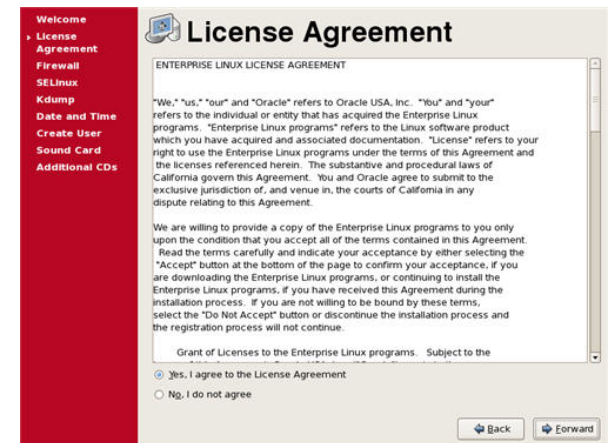 Welcome
License
Agreement
Firewall
SELinux
Kdump
Date and Time
Create User
Sound Card
Additional CDs
License Agreement
ENTERPRISE LINUX LICENSE AGREEMENT
"We," "us," "our" and "Oracle" refers to Oracle USA, Inc. "You" and "your"
refers to the individual or entity that has acquired the Enterprise Linux
programs. "Enterprise Linux programs" refers to the Linux software product
which you have acquired and associated documentation. "License" refers to your
right to use the Enterprise Linux programs under the terms of this Agreement and
the licenses referenced herein. The substantive and procedural laws of
California govern this Agreement. You and Oracle agree to submit to the
exclusive jurisdiction of, and venue in, the courts of California in any
dispute relating to this Agreement.
We are willing to provide a copy of the Enterprise Linux programs to you only
upon the condition that you accept all of the terms contained in this Agreement.
Read the terms carefully and indicate your acceptance by either selecting the
"Accept" button at the bottom of the page to confirm your acceptance, if you
are downloading the Enterprise Linux programs, or continuing to install the
Enterprise Linux programs, if you have received this Agreement during the
installation process. If you are not willing to be bound by these terms,
select the "Do Not Accept" button or discontinue the installation process and
the registration process will not continue.
Grant of Licenses to the Enterprise Linux programs. Subject to the
Yes, I agree to the License Agreement
No, I do not agree
Back
Forward